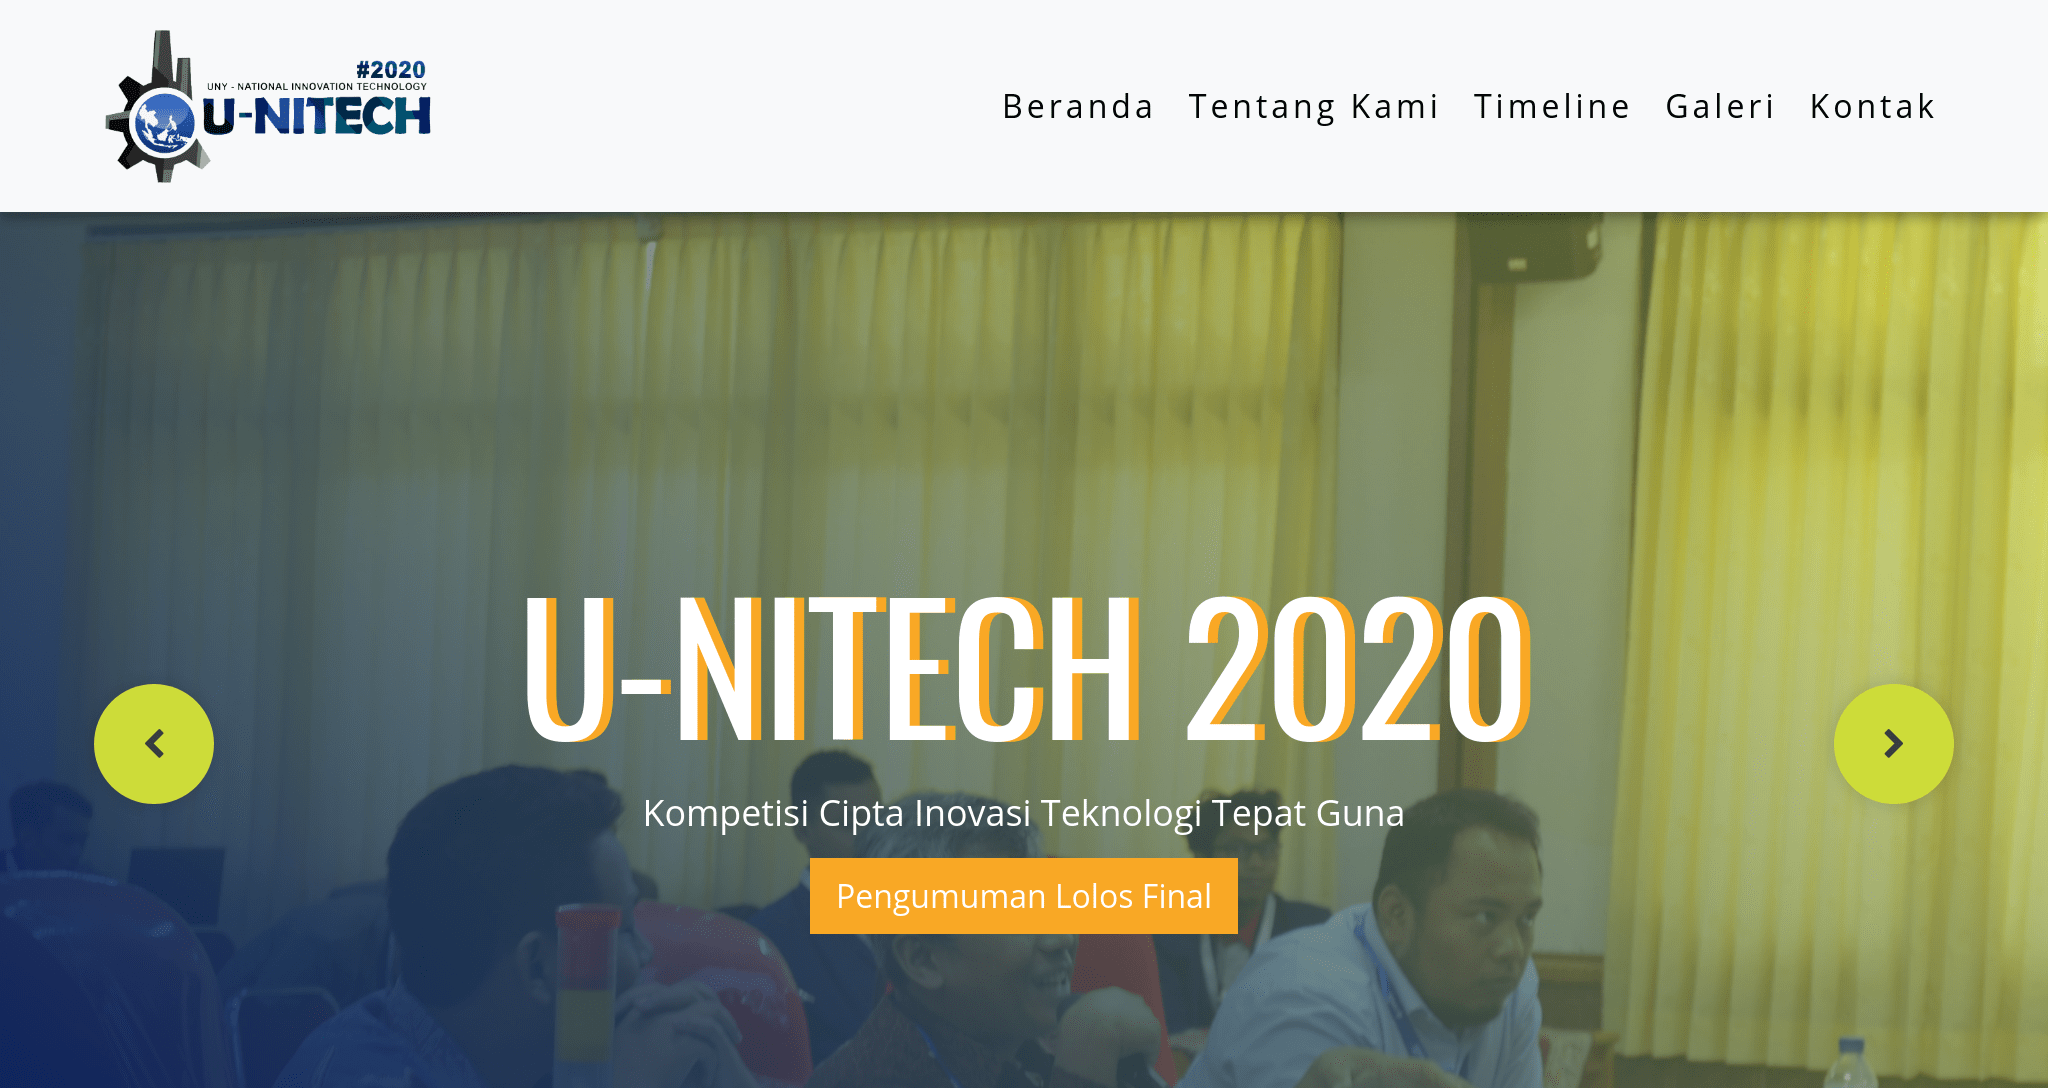 #2020
UNY - NATIONAL INNOVATION TECHNOLOGY
U-NITECH
Beranda Tentang Kami Timeline Galeri Kontak
U-NITECH 2020
Kompetisi Cipta Inovasi Teknologi Tepat Guna
Pengumuman Lolos Final